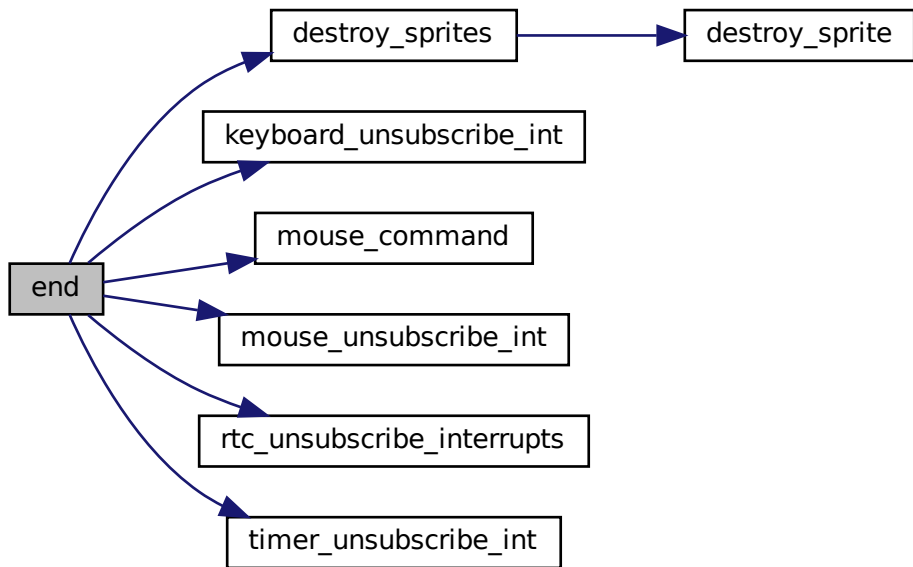 destroy_sprites
destroy_sprite
keyboard_unsubscribe_int
mouse_command
end
mouse_unsubscribe_int
rtc_unsubscribe_interrupts
timer_unsubscribe_int